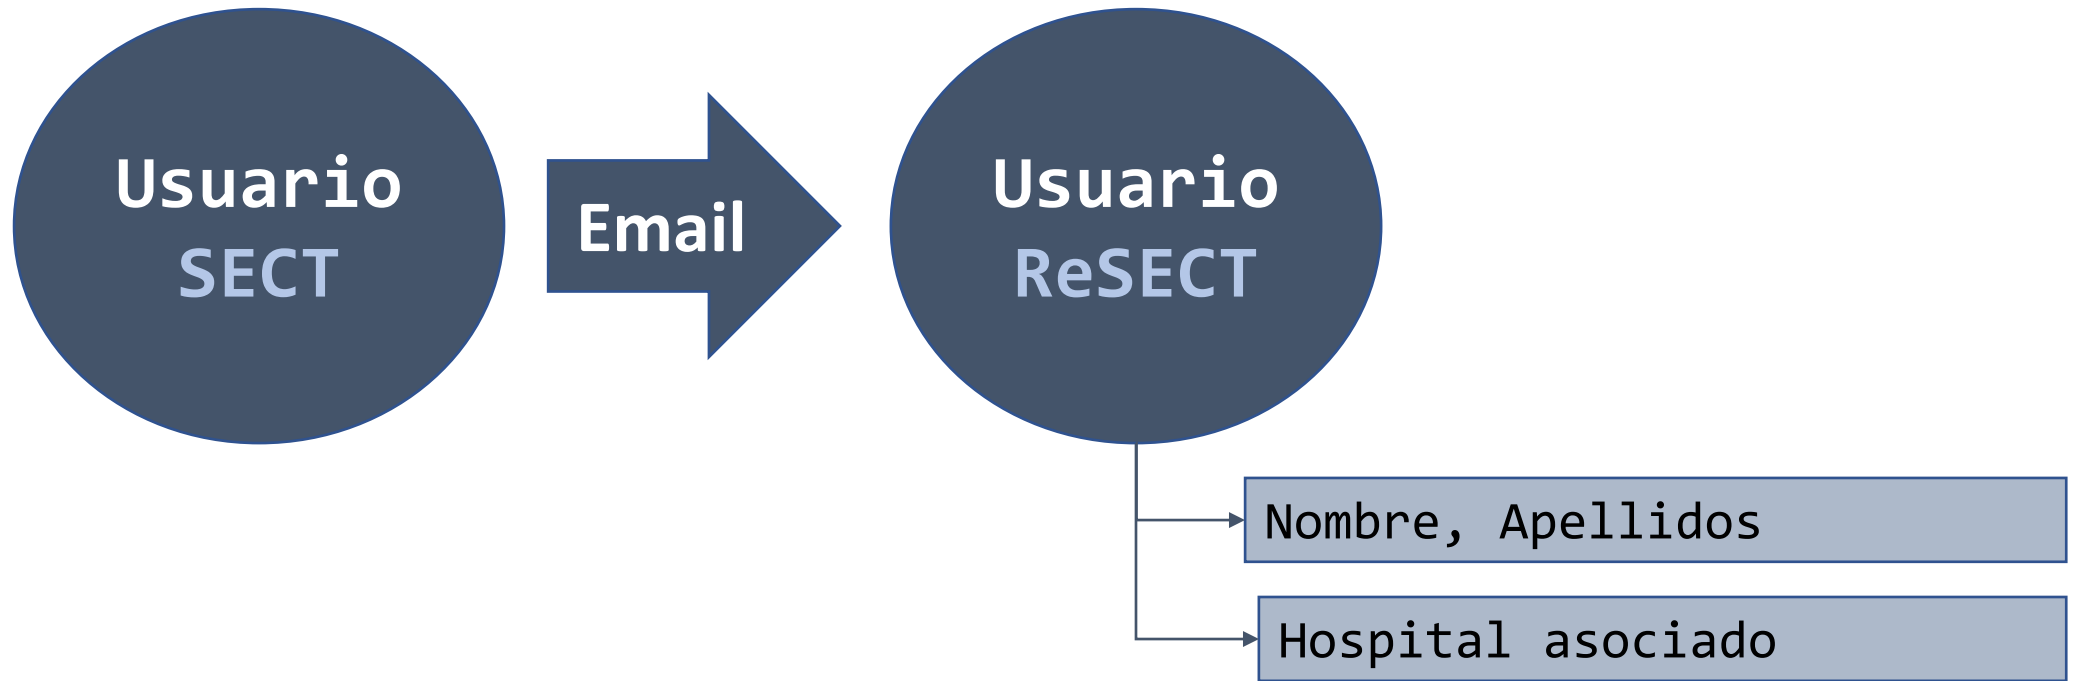 Usuario
SECT
Email
Usuario
ReSECT
Nombre, Apellidos
Hospital asociado